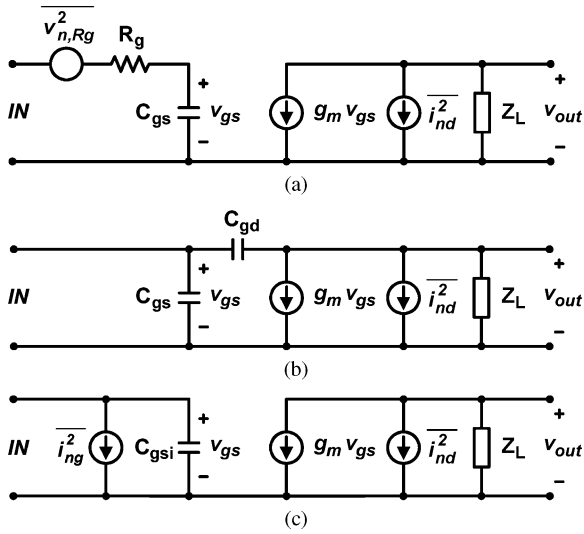 v²n,Rg
Rg
IN
Cgs
+
vgs
−
gm vgs
i²nd
ZL
+
vout
−
(a)
Cgd
IN
Cgs
+
vgs
−
gm vgs
i²nd
ZL
+
vout
−
(b)
IN
i²ng
Cgsi
+
vgs
−
gm vgs
i²nd
ZL
+
vout
−
(c)